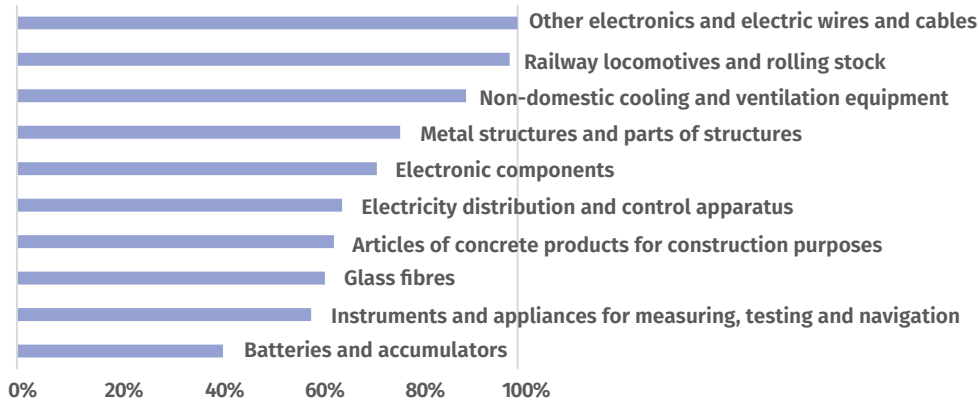 Other electronics and electric wires and cables
Railway locomotives and rolling stock
Non-domestic cooling and ventilation equipment
Metal structures and parts of structures
Electronic components
Electricity distribution and control apparatus
Articles of concrete products for construction purposes
Glass fibres
Instruments and appliances for measuring, testing and navigation
Batteries and accumulators
0% 20% 40% 60% 80% 100%